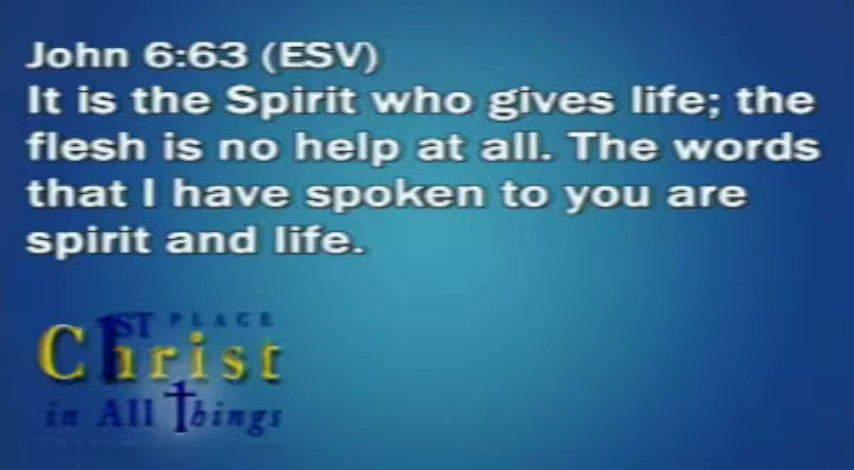 John 6:63 (ESV)
It is the Spirit who gives life; the
flesh is no help at all. The words
that I have spoken to you are
spirit and life.
1ST PLACE
Christ
in All Things